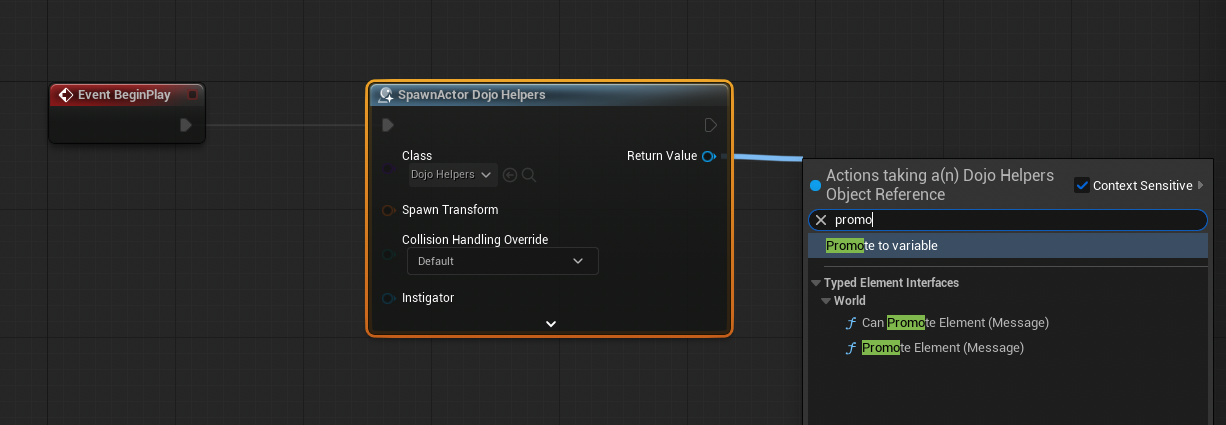 Event BeginPlay
SpawnActor Dojo Helpers
Class
Dojo Helpers
Return Value
Spawn Transform
Collision Handling Override
Default
Instigator
Actions taking a(n) Dojo Helpers
Object Reference
Context Sensitive
promo
Promote to variable
Typed Element Interfaces
World
Can Promote Element (Message)
Promote Element (Message)